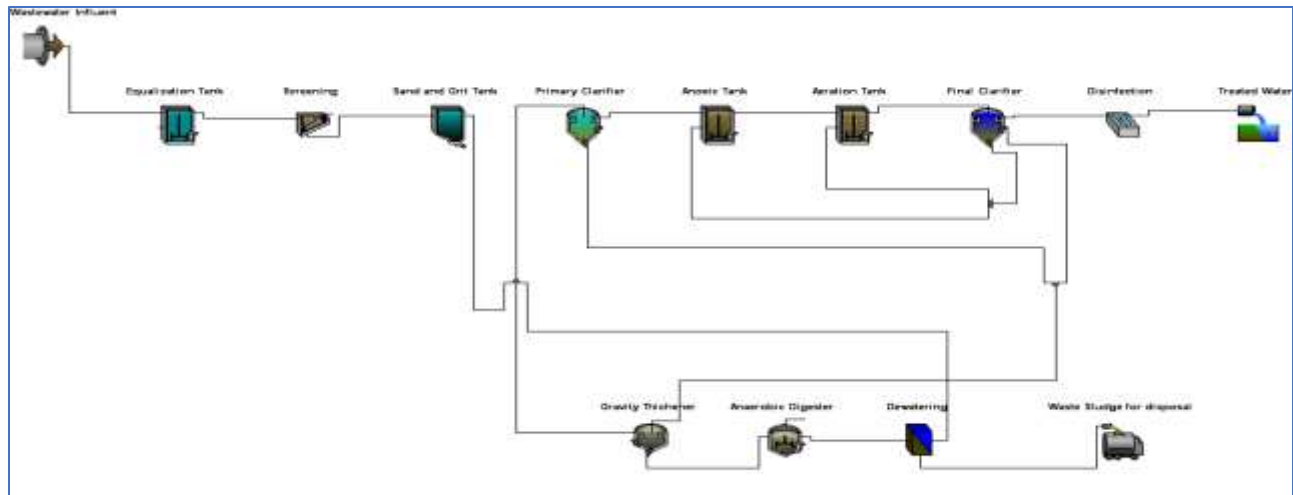 Wastewater Influent
Equalization Tank
Screening
Sand and Grit Tank
Primary Clarifier
Anoxic Tank
Aeration Tank
Final Clarifier
Disinfection
Treated Water
Gravity Thickener
Anaerobic Digester
Dewatering
Waste Sludge for disposal